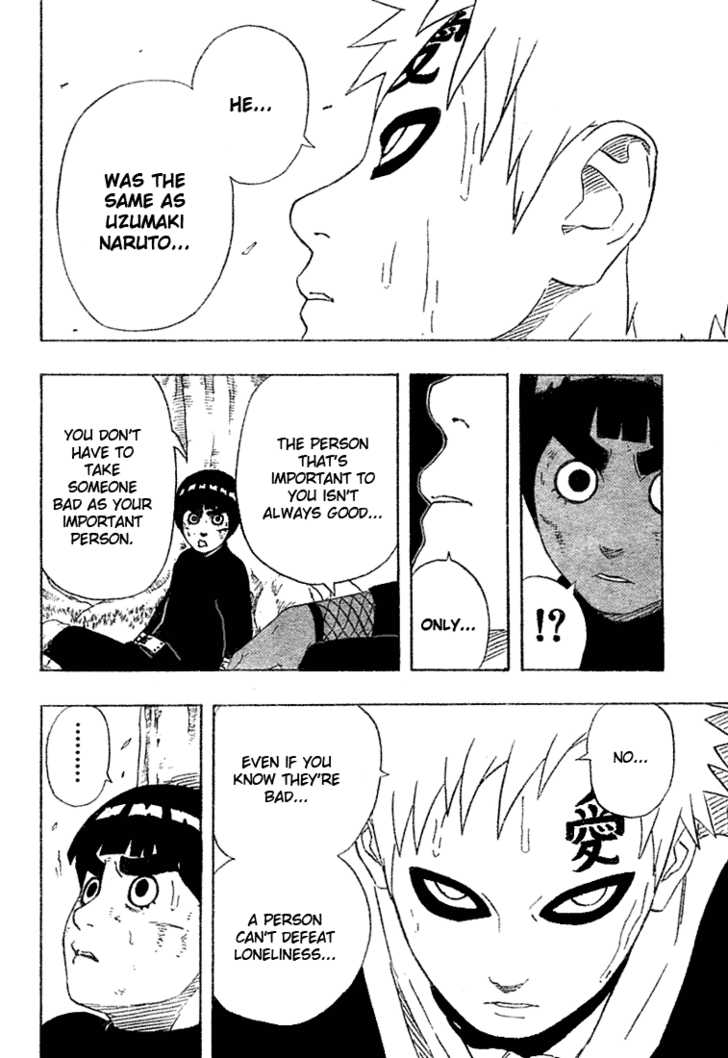 HE...
WAS THE
SAME AS
UZUMAKI
NARUTO...
愛
!?
ONLY...
THE PERSON
THAT'S
IMPORTANT TO
YOU ISN'T
ALWAYS GOOD...
YOU DON'T
HAVE TO
TAKE
SOMEONE
BAD AS YOUR
IMPORTANT
PERSON.
NO...
愛
EVEN IF YOU
KNOW THEY'RE
BAD...
A PERSON
CAN'T DEFEAT
LONELINESS...
........